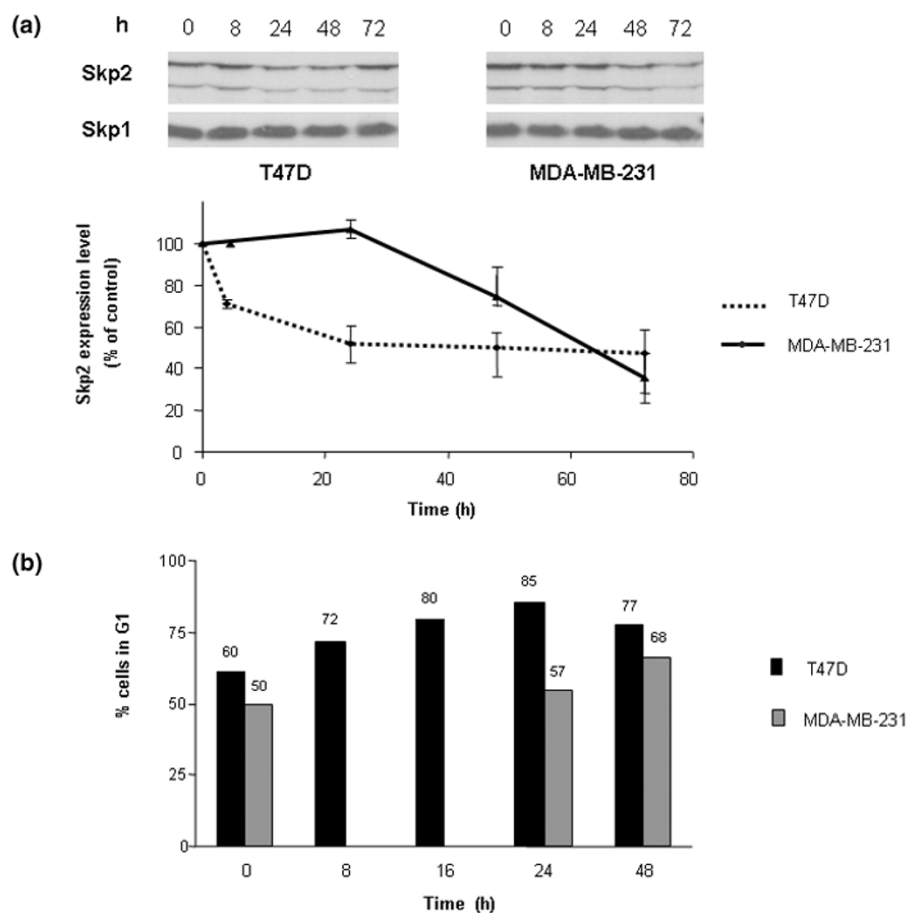 (a)
h 0 8 24 48 72 0 8 24 48 72
Skp2
Skp1
T47D MDA-MB-231
Skp2 expression level
(% of control)
100
80
60
40
20
0
0 20 40 60 80
Time (h)
T47D
MDA-MB-231
(b)
% cells in G1
100
75
50
25
0
60 50 72 80 85 57 77 68
0 8 16 24 48
Time (h)
T47D
MDA-MB-231